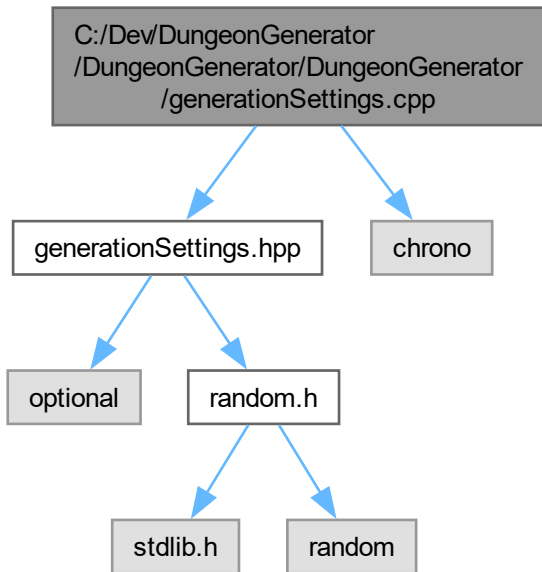 C:/Dev/DungeonGenerator
/DungeonGenerator/DungeonGenerator
/generationSettings.cpp
generationSettings.hpp
chrono
optional
random.h
stdlib.h
random